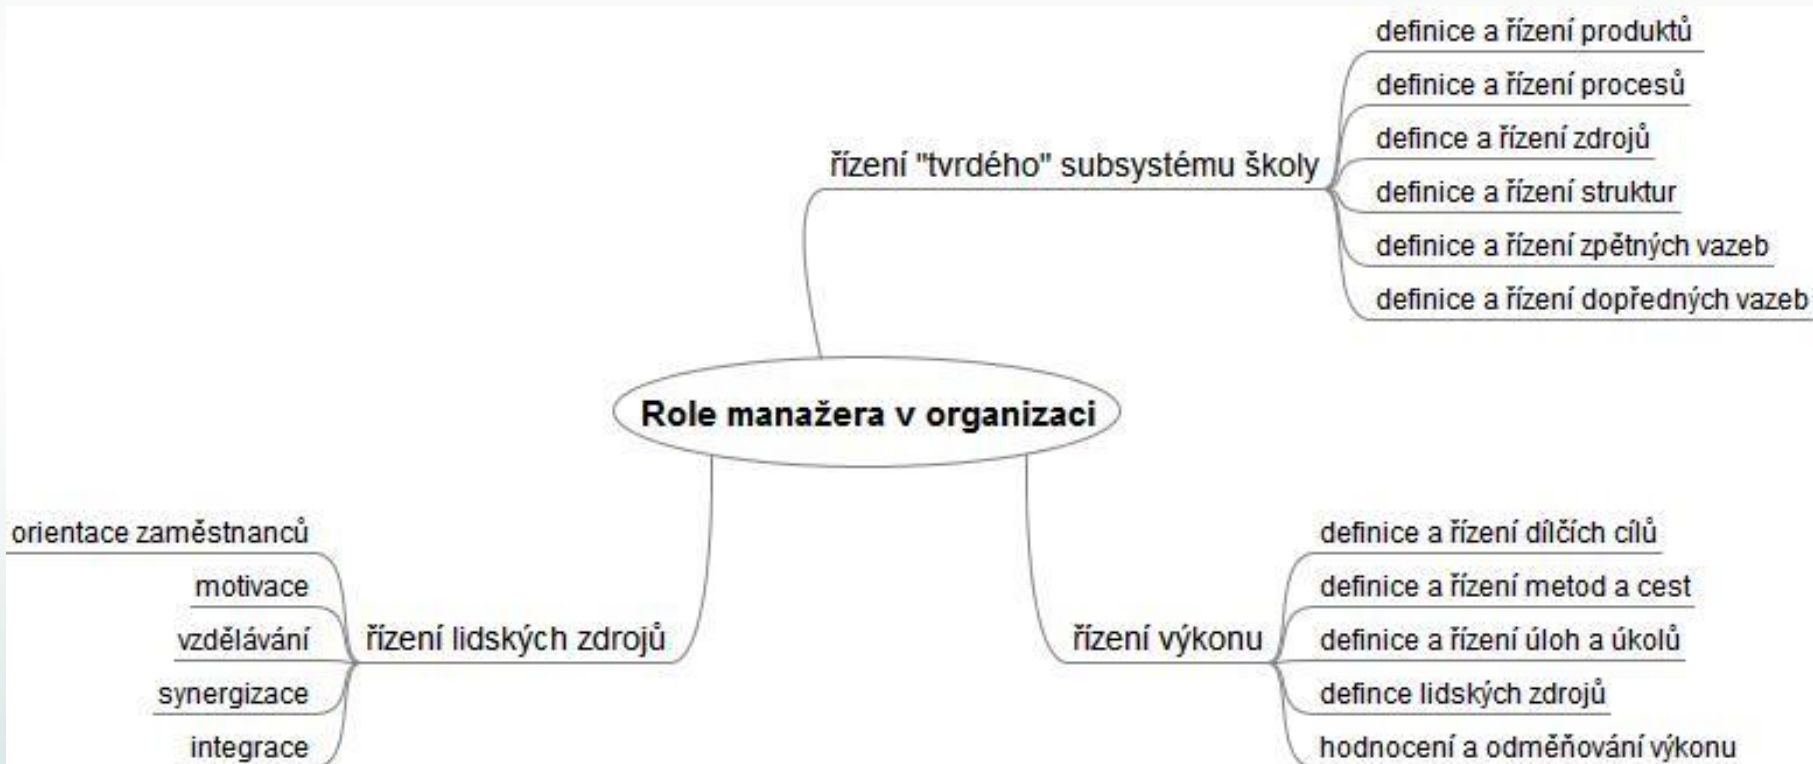 definice a řízení produktů
definice a řízení procesů
defince a řízení zdrojů
definice a řízení struktur
definice a řízení zpětných vazeb
definice a řízení dopředných vazeb
řízení "tvrdého" subsystému školy
Role manažera v organizaci
orientace zaměstnanců
motivace
vzdělávání
synergizace
integrace
řízení lidských zdrojů
řízení výkonu
definice a řízení dílčích cílů
definice a řízení metod a cest
definice a řízení úloh a úkolů
defince lidských zdrojů
hodnocení a odměňování výkonu